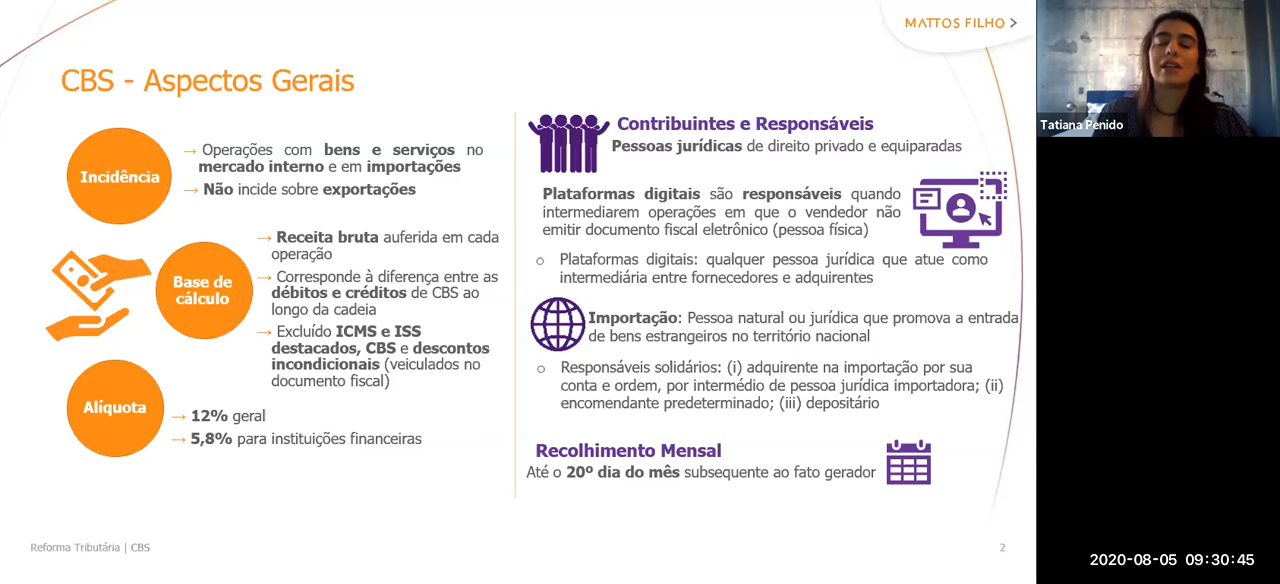 MATTOS FILHO >
CBS - Aspectos Gerais
Incidência
→ Operações com bens e serviços no
mercado interno e em importações
→ Não incide sobre exportações
Base de
cálculo
→ Receita bruta auferida em cada
operação
→ Corresponde à diferença entre as
débitos e créditos de CBS ao
longo da cadeia
→ Excluído ICMS e ISS
destacados, CBS e descontos
incondicionais (veiculados no
documento fiscal)
Alíquota
→ 12% geral
→ 5,8% para instituições financeiras
Contribuintes e Responsáveis
Pessoas jurídicas de direito privado e equiparadas
Plataformas digitais são responsáveis quando
intermediarem operações em que o vendedor não
emitir documento fiscal eletrônico (pessoa física)
o Plataformas digitais: qualquer pessoa jurídica que atue como
intermediária entre fornecedores e adquirentes
Importação: Pessoa natural ou jurídica que promova a entrada
de bens estrangeiros no território nacional
o Responsáveis solidários: (i) adquirente na importação por sua
conta e ordem, por intermédio de pessoa jurídica importadora; (ii)
encomendante predeterminado; (iii) depositário
Recolhimento Mensal
Até o 20º dia do mês subsequente ao fato gerador
Reforma Tributária | CBS
2
Tatiana Penido
2020-08-05 09:30:45